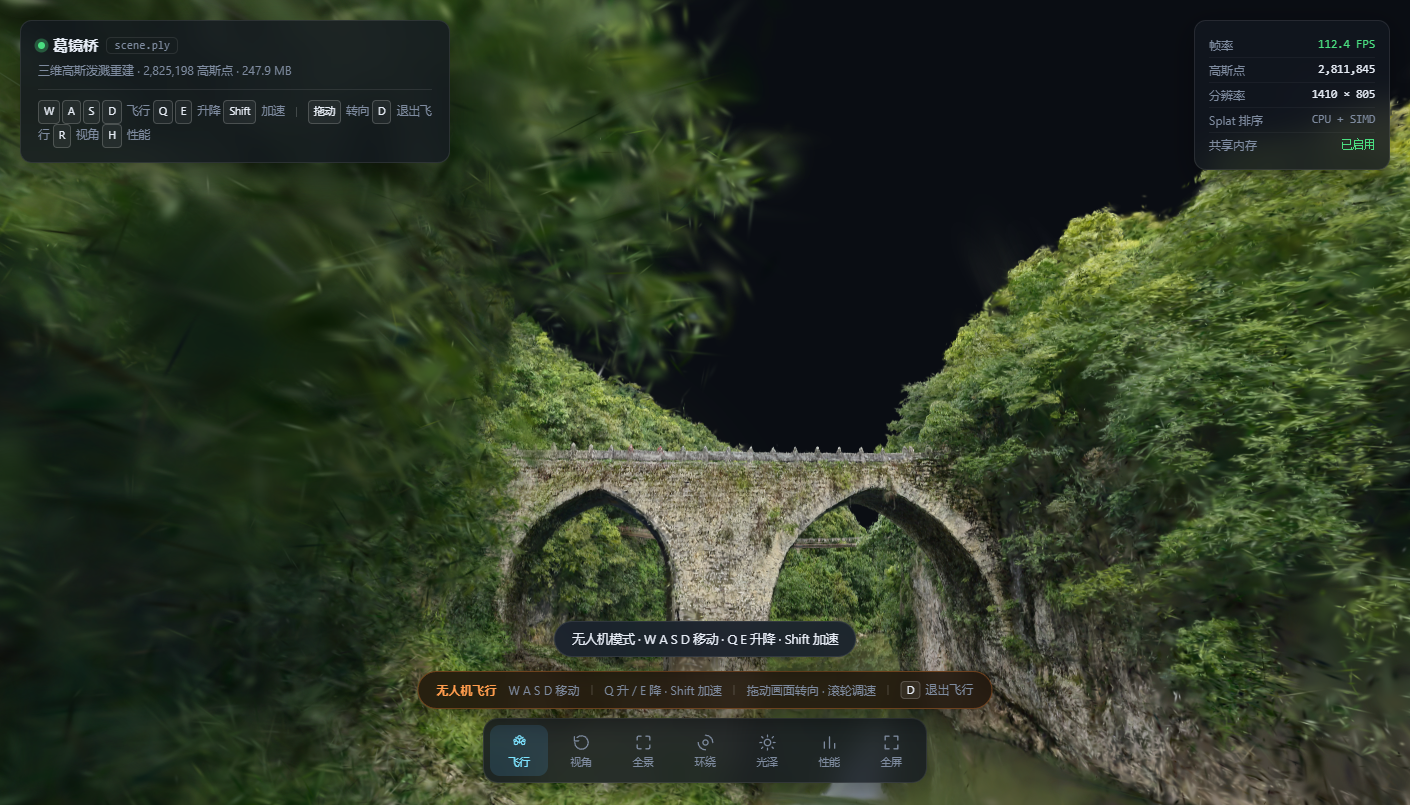 葛镜桥 scene.ply
三维高斯泼溅重建 · 2,825,198 高斯点 · 247.9 MB
W A S D 飞行 Q E 升降 Shift 加速 | 拖动 转向 D 退出飞
行 R 视角 H 性能
帧率 112.4 FPS
高斯点 2,811,845
分辨率 1410 × 805
Splat 排序 CPU + SIMD
共享内存 已启用
无人机模式 · W A S D 移动 · Q E 升降 · Shift 加速
无人机飞行 W A S D 移动 | Q 升 / E 降 · Shift 加速 | 拖动画面转向 · 滚轮调速 | D 退出飞行
飞行 视角 全景 环绕 光泽 性能 全屏